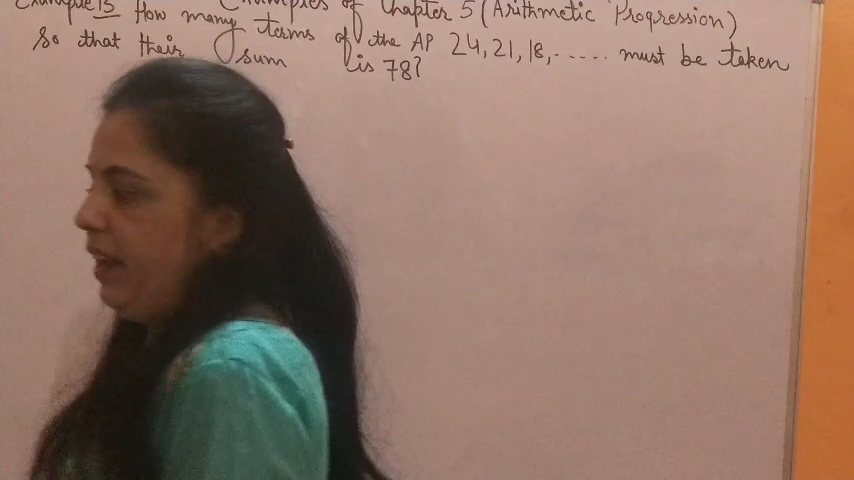 Examples of Chapter 5 (Arithmetic Progression)
Example 13 How many terms of the AP 24, 21, 18, ..... must be taken
so that their sum is 78?